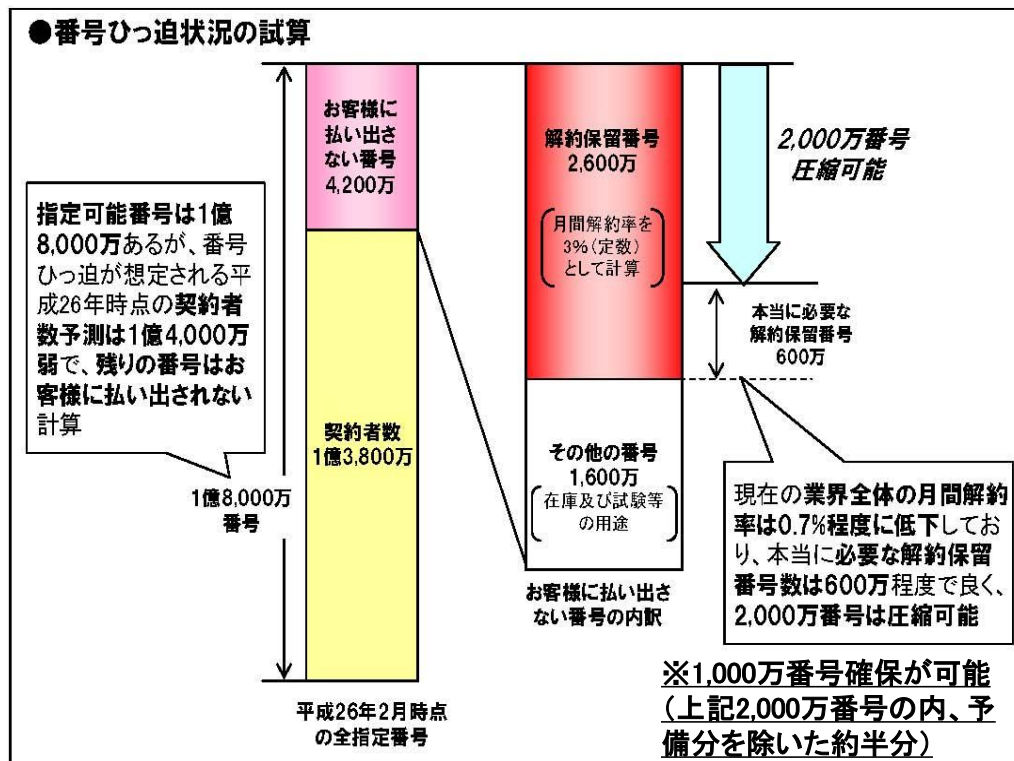 ●番号ひっ迫状況の試算
お客様に
払い出さ
ない番号
4,200万
解約保留番号
2,600万
月間解約率を
3%(定数)
として計算
2,000万番号
圧縮可能
指定可能番号は1億
8,000万あるが、番号
ひっ迫が想定される平
成26年時点の契約者
数予測は1億4,000万
弱で、残りの番号はお
客様に払い出されない
計算
本当に必要な
解約保留番号
600万
契約者数
1億3,800万
その他の番号
1,600万
在庫及び試験等
の用途
1億8,000万
番号
現在の業界全体の月間解約
率は0.7%程度に低下してお
り、本当に必要な解約保留
番号数は600万程度で良く、
2,000万番号は圧縮可能
お客様に払い出さ
ない番号の内訳
平成26年2月時点
の全指定番号
※1,000万番号確保が可能
(上記2,000万番号の内、予
備分を除いた約半分)